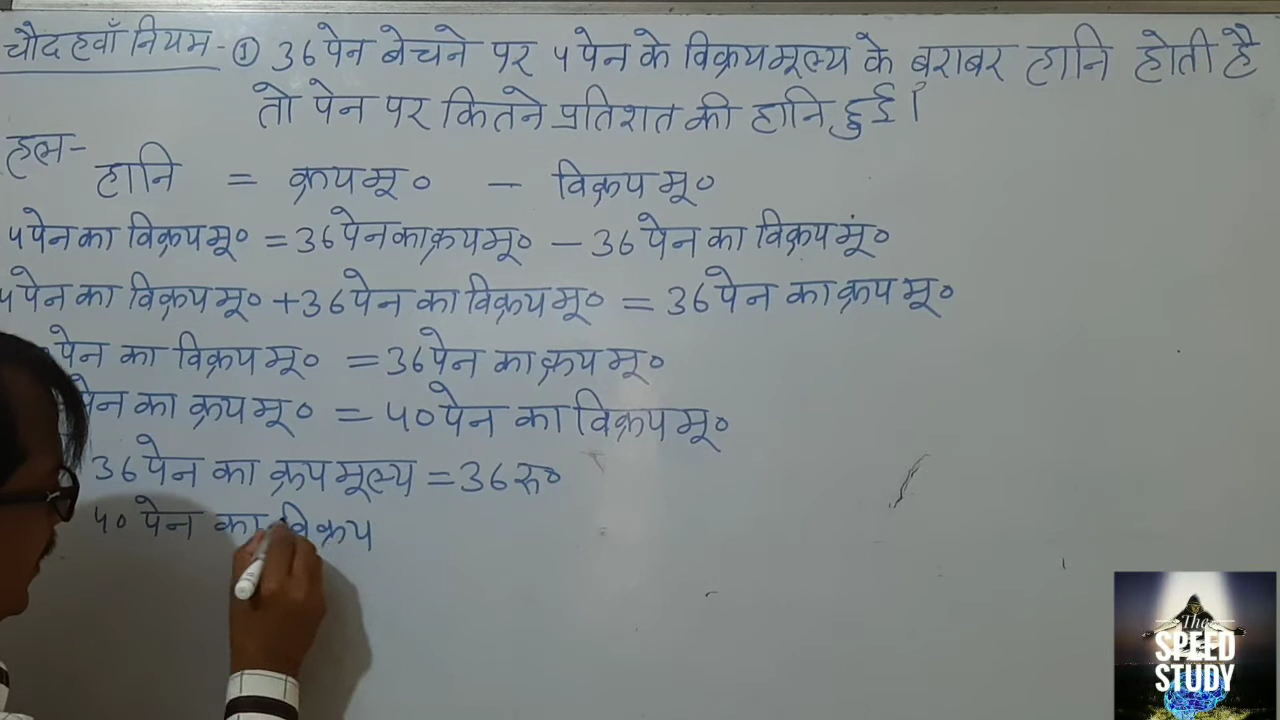 चौदहवाँ नियम - ① 36 पेन बेचने पर 4 पेन के विक्रयमूल्य के बराबर हानि होती है
तो पेन पर कितने प्रतिशत की हानि हुई।
हल-
हानि = क्रयमू० - विक्रयमू०
4 पेन का विक्रयमू० = 36 पेन का क्रयमू० - 36 पेन का विक्रयमूं०
4 पेन का विक्रयमू० + 36 पेन का विक्रयमू० = 36 पेन का क्रयमू०
पेन का विक्रयमू० = 36 पेन का क्रयमू०
पेन का क्रयमू० = 40 पेन का विक्रयमू०
36 पेन का क्रयमूल्य = 36 रु०
40 पेन का विक्रय
The
SPEED
STUDY